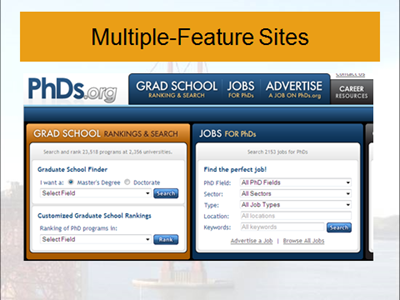 Multiple-Feature Sites
PhDs.org
GRAD SCHOOL
RANKING & SEARCH
JOBS
FOR PhDs
ADVERTISE
A JOB ON PhDs.org
contact us
CAREER
RESOURCES
GRAD SCHOOL RANKINGS & SEARCH
Search and rank 23,518 programs at 2,356 universities.
Graduate School Finder
I want a: Master's Degree Doctorate
Select Field Search
Customized Graduate School Rankings
Ranking of PhD programs in:
Select Field Rank
JOBS FOR PhDs
Search 2153 jobs for PhDs
Find the perfect job!
PhD Field: All PhD Fields
Sector: All Sectors
Type: All Job Types
Location: All locations
Keywords: All keywords Search
Advertise a Job | Browse All Jobs